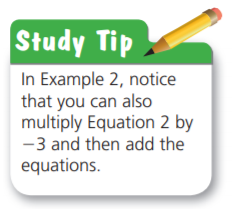 Study Tip
In Example 2, notice
that you can also
multiply Equation 2 by
−3 and then add the
equations.